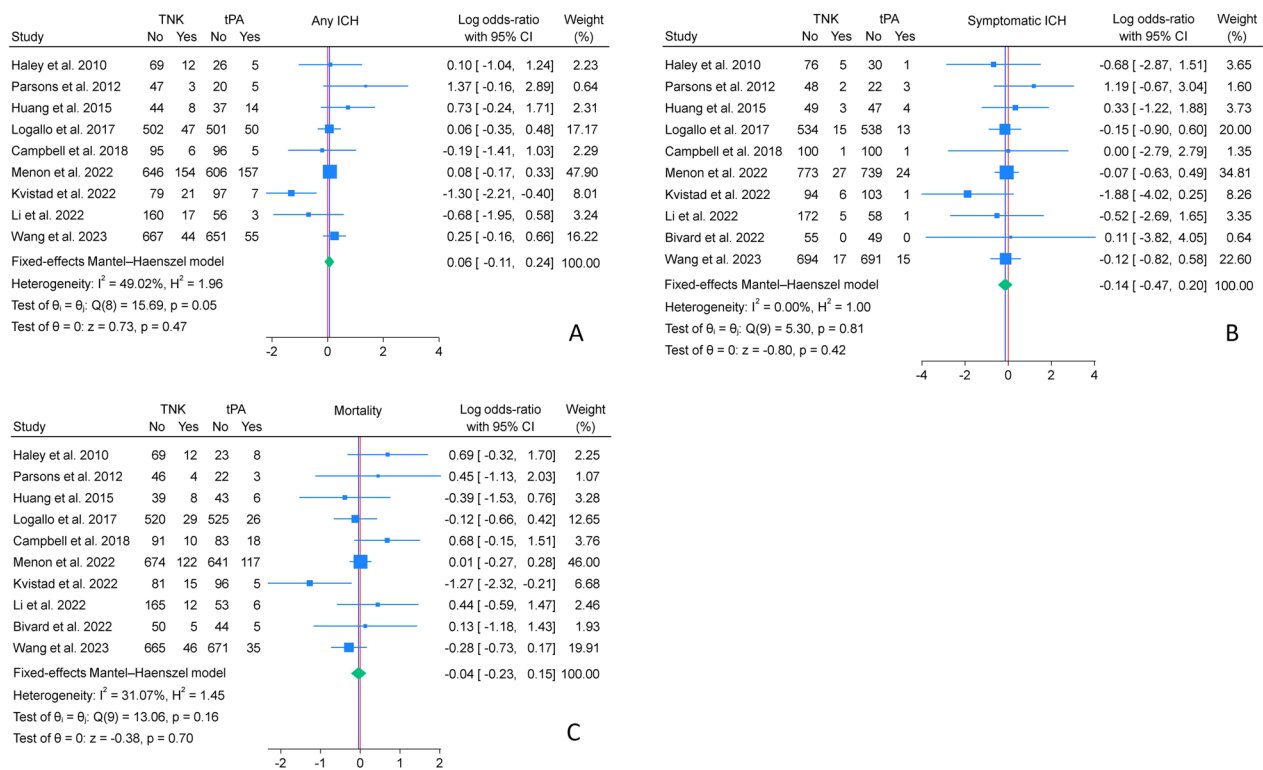 TNK tPA Any ICH Log odds-ratio Weight
Study No Yes No Yes with 95% CI (%)
Haley et al. 2010 69 12 26 5 0.10 [ -1.04, 1.24] 2.23
Parsons et al. 2012 47 3 20 5 1.37 [ -0.16, 2.89] 0.64
Huang et al. 2015 44 8 37 14 0.73 [ -0.24, 1.71] 2.31
Logallo et al. 2017 502 47 501 50 0.06 [ -0.35, 0.48] 17.17
Campbell et al. 2018 95 6 96 5 -0.19 [ -1.41, 1.03] 2.29
Menon et al. 2022 646 154 606 157 0.08 [ -0.17, 0.33] 47.90
Kvistad et al. 2022 79 21 97 7 -1.30 [ -2.21, -0.40] 8.01
Li et al. 2022 160 17 56 3 -0.68 [ -1.95, 0.58] 3.24
Wang et al. 2023 667 44 651 55 0.25 [ -0.16, 0.66] 16.22
Fixed-effects Mantel–Haenszel model 0.06 [ -0.11, 0.24] 100.00
Heterogeneity: I² = 49.02%, H² = 1.96
Test of θᵢ = θⱼ: Q(8) = 15.69, p = 0.05
Test of θ = 0: z = 0.73, p = 0.47
A
-2 0 2 4
TNK tPA Symptomatic ICH Log odds-ratio Weight
Study No Yes No Yes with 95% CI (%)
Haley et al. 2010 76 5 30 1 -0.68 [ -2.87, 1.51] 3.65
Parsons et al. 2012 48 2 22 3 1.19 [ -0.67, 3.04] 1.60
Huang et al. 2015 49 3 47 4 0.33 [ -1.22, 1.88] 3.73
Logallo et al. 2017 534 15 538 13 -0.15 [ -0.90, 0.60] 20.00
Campbell et al. 2018 100 1 100 1 0.00 [ -2.79, 2.79] 1.35
Menon et al. 2022 773 27 739 24 -0.07 [ -0.63, 0.49] 34.81
Kvistad et al. 2022 94 6 103 1 -1.88 [ -4.02, 0.25] 8.26
Li et al. 2022 172 5 58 1 -0.52 [ -2.69, 1.65] 3.35
Bivard et al. 2022 55 0 49 0 0.11 [ -3.82, 4.05] 0.64
Wang et al. 2023 694 17 691 15 -0.12 [ -0.82, 0.58] 22.60
Fixed-effects Mantel–Haenszel model -0.14 [ -0.47, 0.20] 100.00
Heterogeneity: I² = 0.00%, H² = 1.00
Test of θᵢ = θⱼ: Q(9) = 5.30, p = 0.81
Test of θ = 0: z = -0.80, p = 0.42
B
-4 -2 0 2 4
TNK tPA Mortality Log odds-ratio Weight
Study No Yes No Yes with 95% CI (%)
Haley et al. 2010 69 12 23 8 0.69 [ -0.32, 1.70] 2.25
Parsons et al. 2012 46 4 22 3 0.45 [ -1.13, 2.03] 1.07
Huang et al. 2015 39 8 43 6 -0.39 [ -1.53, 0.76] 3.28
Logallo et al. 2017 520 29 525 26 -0.12 [ -0.66, 0.42] 12.65
Campbell et al. 2018 91 10 83 18 0.68 [ -0.15, 1.51] 3.76
Menon et al. 2022 674 122 641 117 0.01 [ -0.27, 0.28] 46.00
Kvistad et al. 2022 81 15 96 5 -1.27 [ -2.32, -0.21] 6.68
Li et al. 2022 165 12 53 6 0.44 [ -0.59, 1.47] 2.46
Bivard et al. 2022 50 5 44 5 0.13 [ -1.18, 1.43] 1.93
Wang et al. 2023 665 46 671 35 -0.28 [ -0.73, 0.17] 19.91
Fixed-effects Mantel–Haenszel model -0.04 [ -0.23, 0.15] 100.00
Heterogeneity: I² = 31.07%, H² = 1.45
Test of θᵢ = θⱼ: Q(9) = 13.06, p = 0.16
Test of θ = 0: z = -0.38, p = 0.70
C
-2 -1 0 1 2